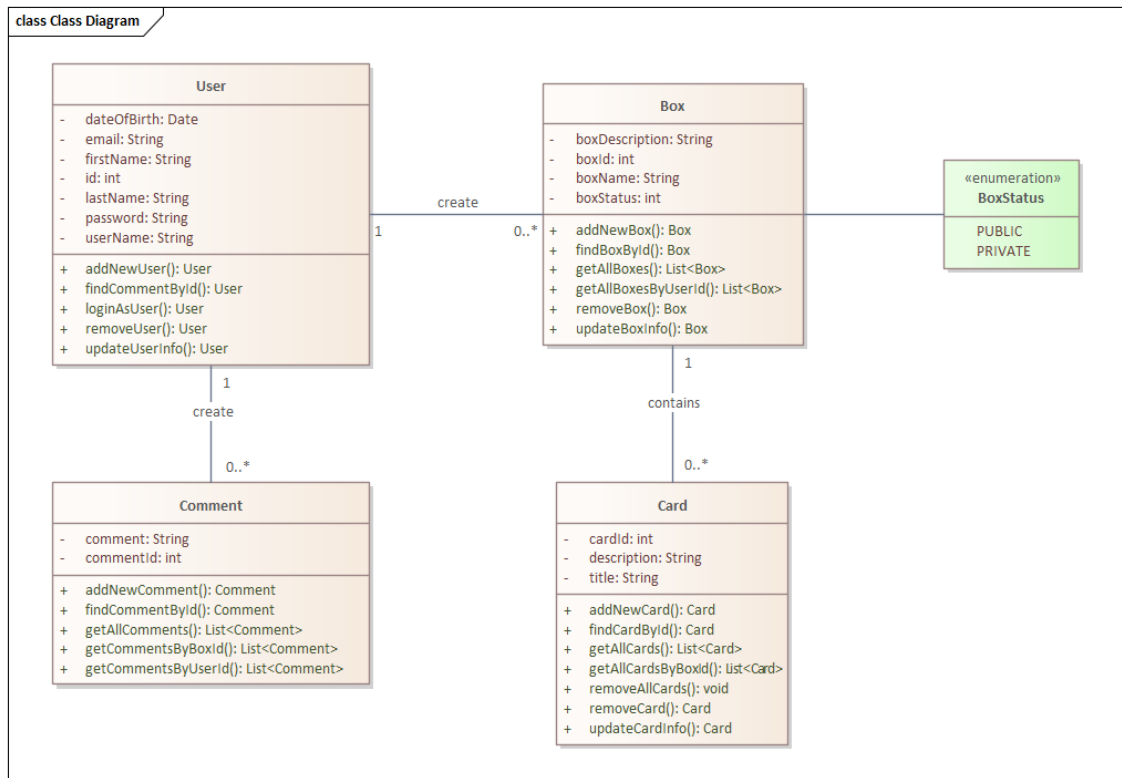 class Class Diagram
User
- dateOfBirth: Date
- email: String
- firstName: String
- id: int
- lastName: String
- password: String
- userName: String
+ addNewUser(): User
+ findCommentById(): User
+ loginAsUser(): User
+ removeUser(): User
+ updateUserInfo(): User
create
1
0..*
Box
- boxDescription: String
- boxId: int
- boxName: String
- boxStatus: int
+ addNewBox(): Box
+ findBoxById(): Box
+ getAllBoxes(): List<Box>
+ getAllBoxesByUserId(): List<Box>
+ removeBox(): Box
+ updateBoxInfo(): Box
«enumeration»
BoxStatus
PUBLIC
PRIVATE
1
create
0..*
1
contains
0..*
Comment
- comment: String
- commentId: int
+ addNewComment(): Comment
+ findCommentById(): Comment
+ getAllComments(): List<Comment>
+ getCommentsByBoxId(): List<Comment>
+ getCommentsByUserId(): List<Comment>
Card
- cardId: int
- description: String
- title: String
+ addNewCard(): Card
+ findCardById(): Card
+ getAllCards(): List<Card>
+ getAllCardsByBoxId(): List<Card>
+ removeAllCards(): void
+ removeCard(): Card
+ updateCardInfo(): Card